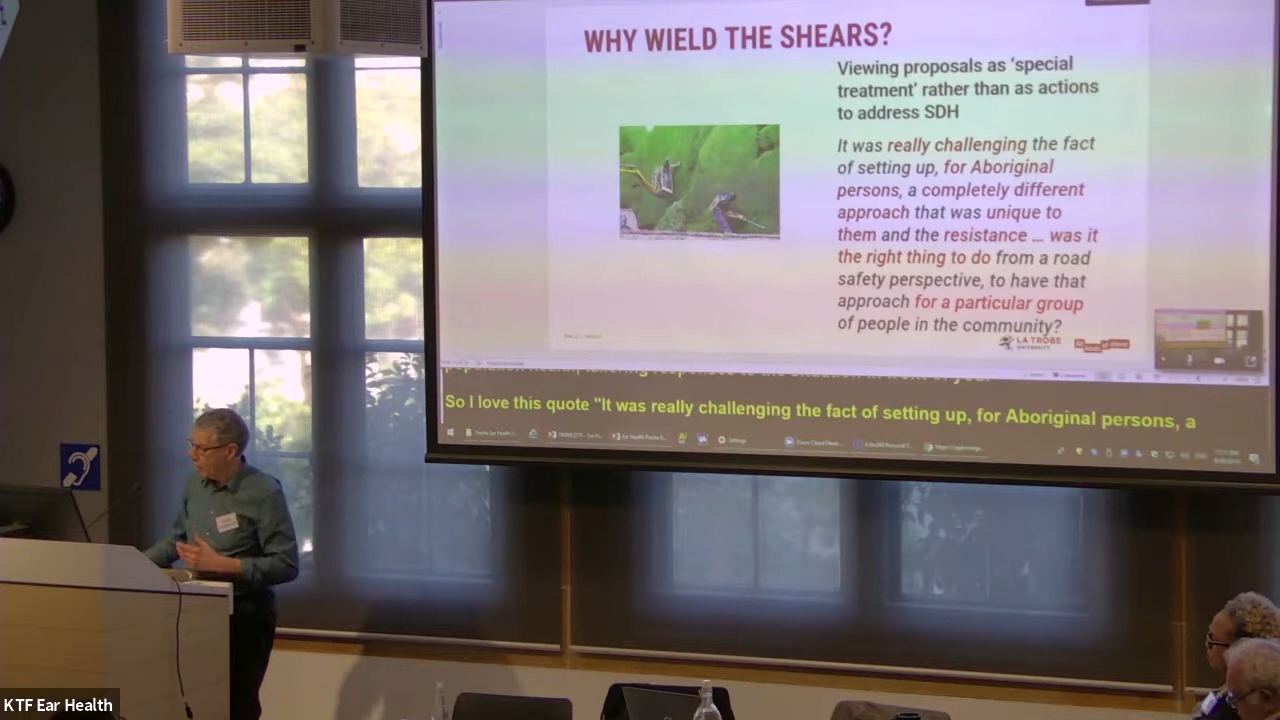 WHY WIELD THE SHEARS?
Viewing proposals as ‘special
treatment’ rather than as actions
to address SDH
It was really challenging the fact
of setting up, for Aboriginal
persons, a completely different
approach that was unique to
them and the resistance ... was it
the right thing to do from a road
safety perspective, to have that
approach for a particular group
of people in the community?
LA TROBE
UNIVERSITY
So I love this quote "It was really challenging the fact of setting up, for Aboriginal persons, a
Settings
KTF Ear Health